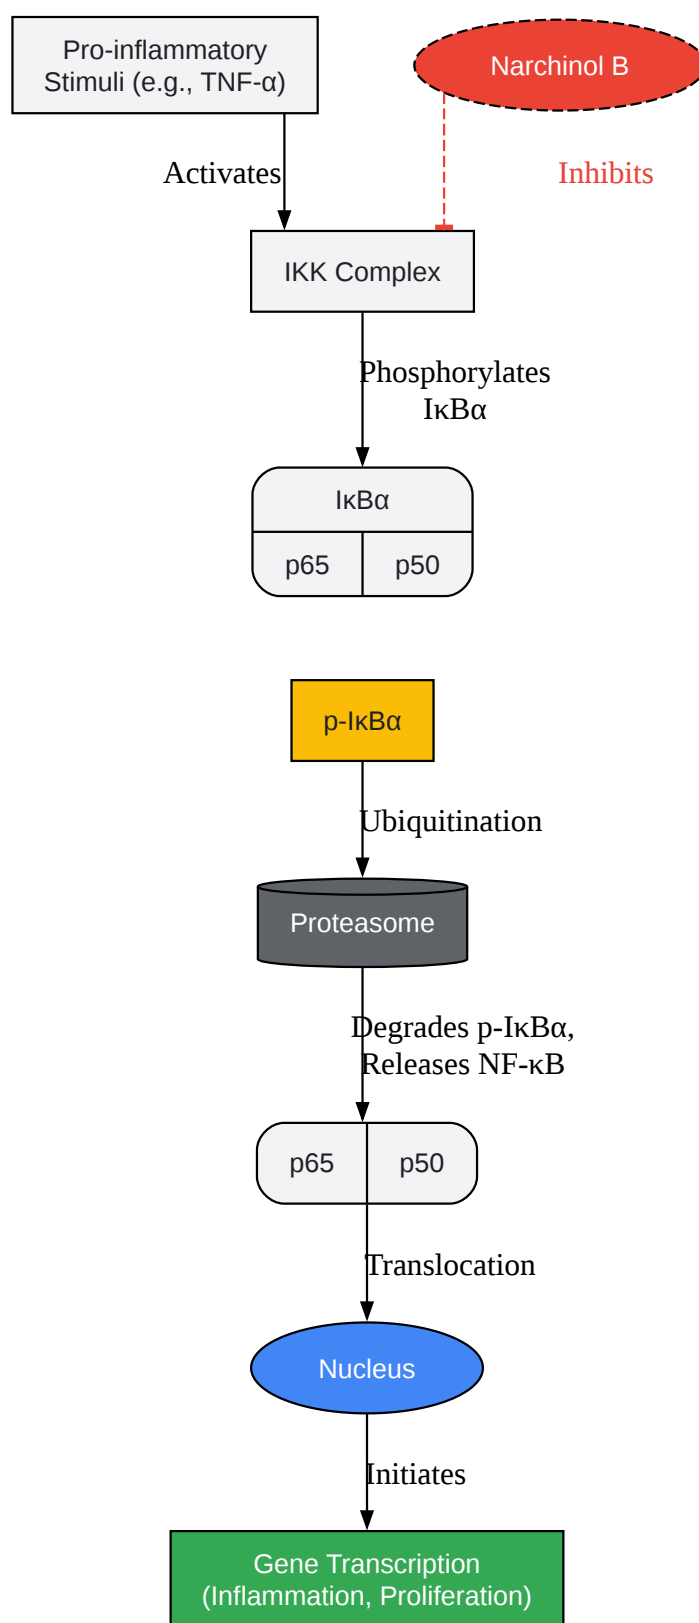 Pro-inflammatory
Stimuli (e.g., TNF-α)
Narchinol B
Activates
Inhibits
IKK Complex
Phosphorylates
IκBα
IκBα
p65
p50
p-IκBα
Ubiquitination
Proteasome
Degrades p-IκBα,
Releases NF-κB
p65
p50
Translocation
Nucleus
Initiates
Gene Transcription
(Inflammation, Proliferation)